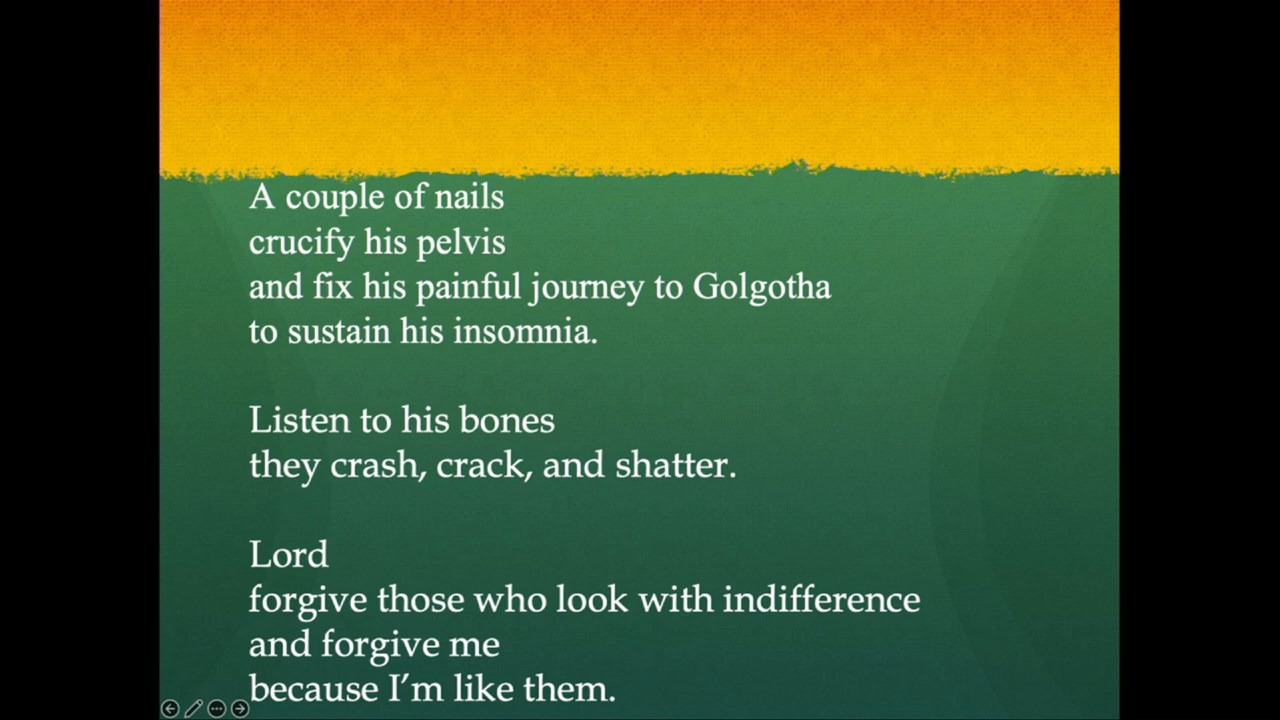 A couple of nails
crucify his pelvis
and fix his painful journey to Golgotha
to sustain his insomnia.
Listen to his bones
they crash, crack, and shatter.
Lord
forgive those who look with indifference
and forgive me
because I’m like them.